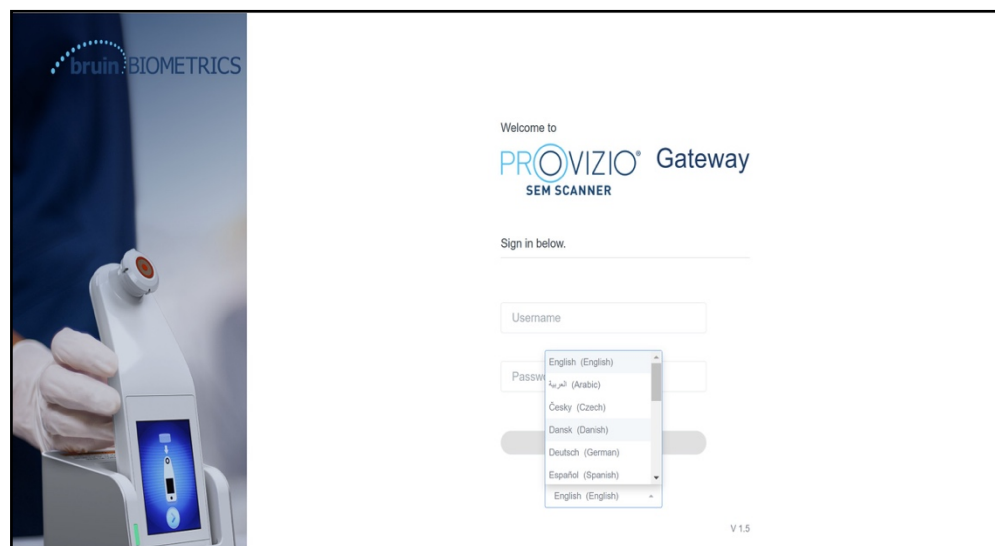 bruin BIOMETRICS
Welcome to
PROVIZIO® Gateway
SEM SCANNER
Sign in below.
Username
Passw
English (English)
العربية (Arabic)
Česky (Czech)
Dansk (Danish)
Deutsch (German)
Español (Spanish)
English (English)
V 1.5